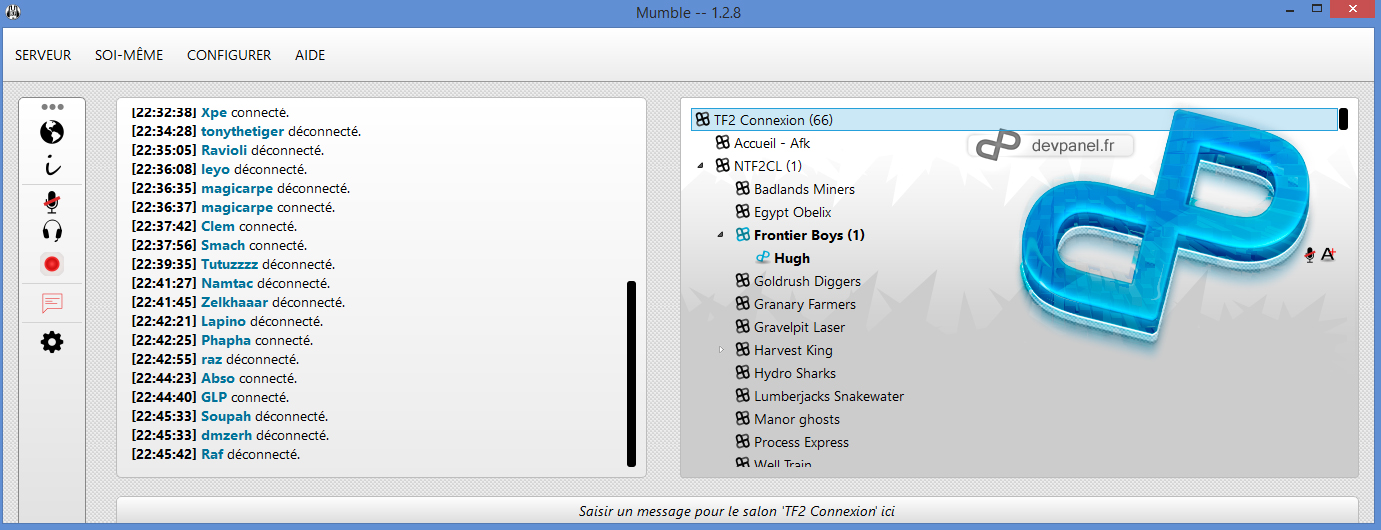 Mumble -- 1.2.8
SERVEUR SOI-MÊME CONFIGURER AIDE
[22:32:38] Xpe connecté.
[22:34:28] tonythetiger déconnecté.
[22:35:05] Ravioli déconnecté.
[22:36:08] leyo déconnecté.
[22:36:35] magicarpe déconnecté.
[22:36:37] magicarpe connecté.
[22:37:42] Clem connecté.
[22:37:56] Smach connecté.
[22:39:35] Tutuzzzz déconnecté.
[22:41:27] Namtac déconnecté.
[22:41:45] Zelkhaaar déconnecté.
[22:42:21] Lapino déconnecté.
[22:42:25] Phapha connecté.
[22:42:55] raz déconnecté.
[22:44:23] Abso connecté.
[22:44:40] GLP connecté.
[22:45:33] Soupah déconnecté.
[22:45:33] dmzerh déconnecté.
[22:45:42] Raf déconnecté.
TF2 Connexion (66)
devpanel.fr
Accueil - Afk
NTF2CL (1)
Badlands Miners
Egypt Obelix
Frontier Boys (1)
Hugh
Goldrush Diggers
Granary Farmers
Gravelpit Laser
Harvest King
Hydro Sharks
Lumberjacks Snakewater
Manor ghosts
Process Express
Well Train
Saisir un message pour le salon 'TF2 Connexion' ici